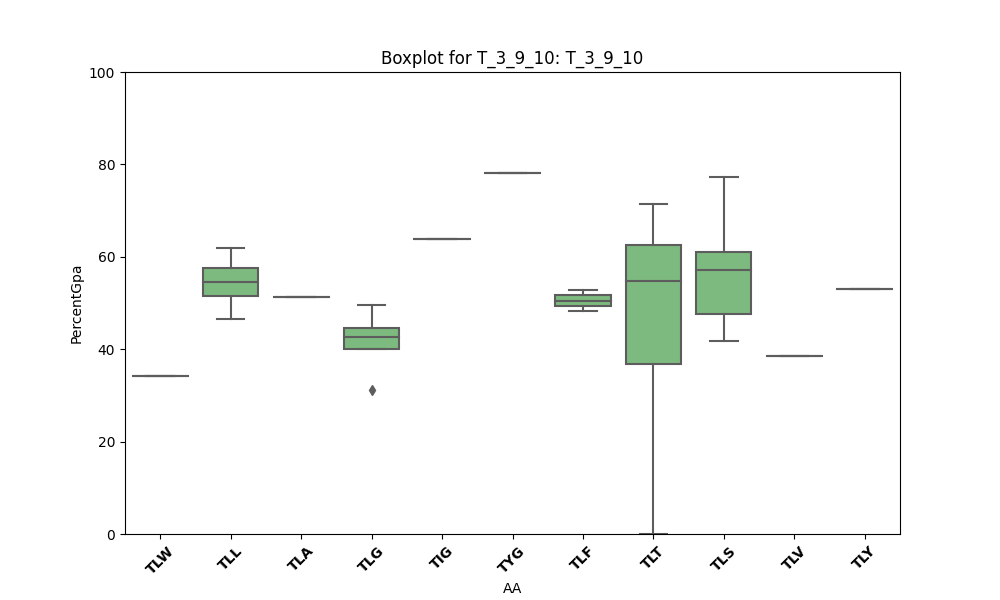 Boxplot for T_3_9_10: T_3_9_10
PercentGpa
100
80
60
40
20
0
TLW TLL TLA TLG TIG TYG TLF TLT TLS TLV TLY
AA